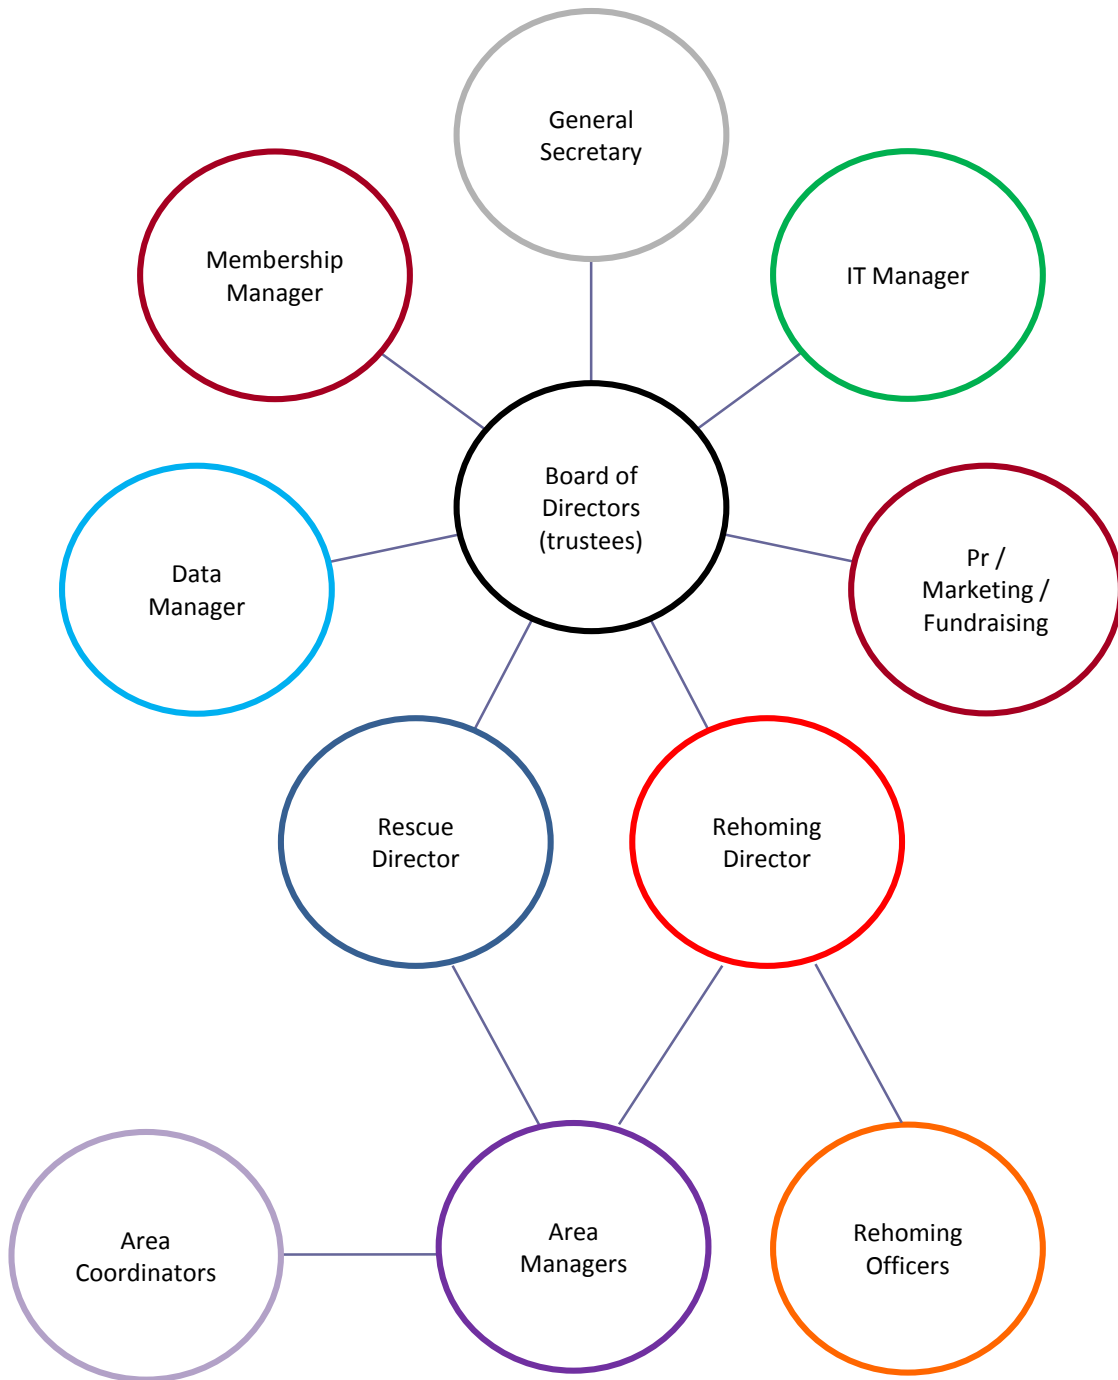 General
Secretary
Membership
Manager
IT Manager
Board of
Directors
(trustees)
Data
Manager
Pr /
Marketing /
Fundraising
Rescue
Director
Rehoming
Director
Area
Coordinators
Area
Managers
Rehoming
Officers